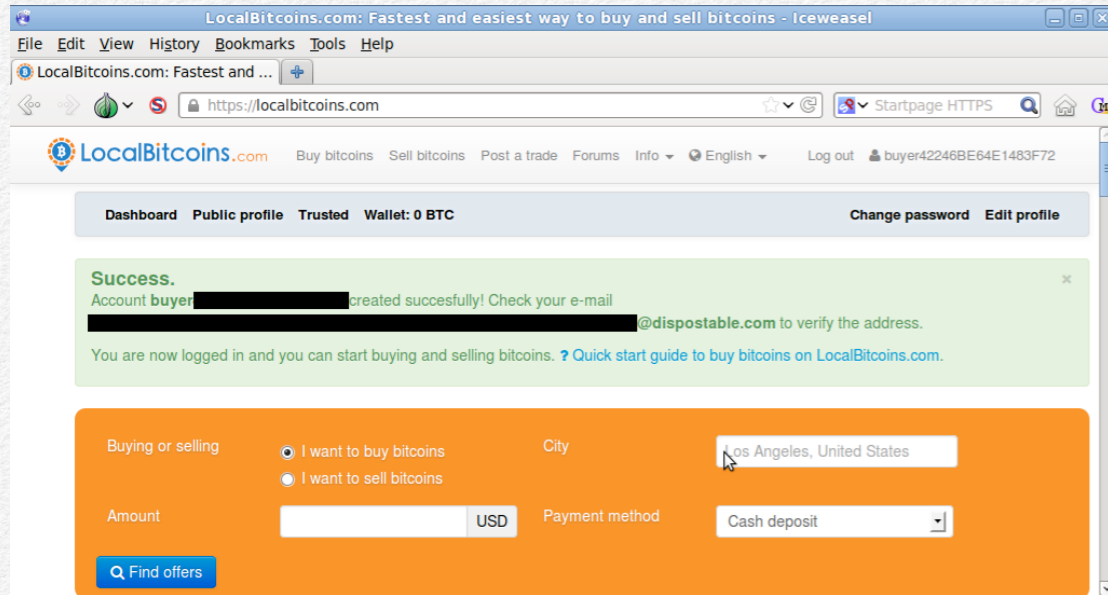 LocalBitcoins.com: Fastest and easiest way to buy and sell bitcoins - Iceweasel
File Edit View History Bookmarks Tools Help
LocalBitcoins.com: Fastest and ...
https://localbitcoins.com Startpage HTTPS
LocalBitcoins.com Buy bitcoins Sell bitcoins Post a trade Forums Info English Log out buyer42246BE64E1483F72
Dashboard Public profile Trusted Wallet: 0 BTC Change password Edit profile
Success. ×
Account buyer created succesfully! Check your e-mail
@dispostable.com to verify the address.
You are now logged in and you can start buying and selling bitcoins. ? Quick start guide to buy bitcoins on LocalBitcoins.com.
Buying or selling I want to buy bitcoins City Los Angeles, United States
I want to sell bitcoins
Amount USD Payment method Cash deposit
Find offers